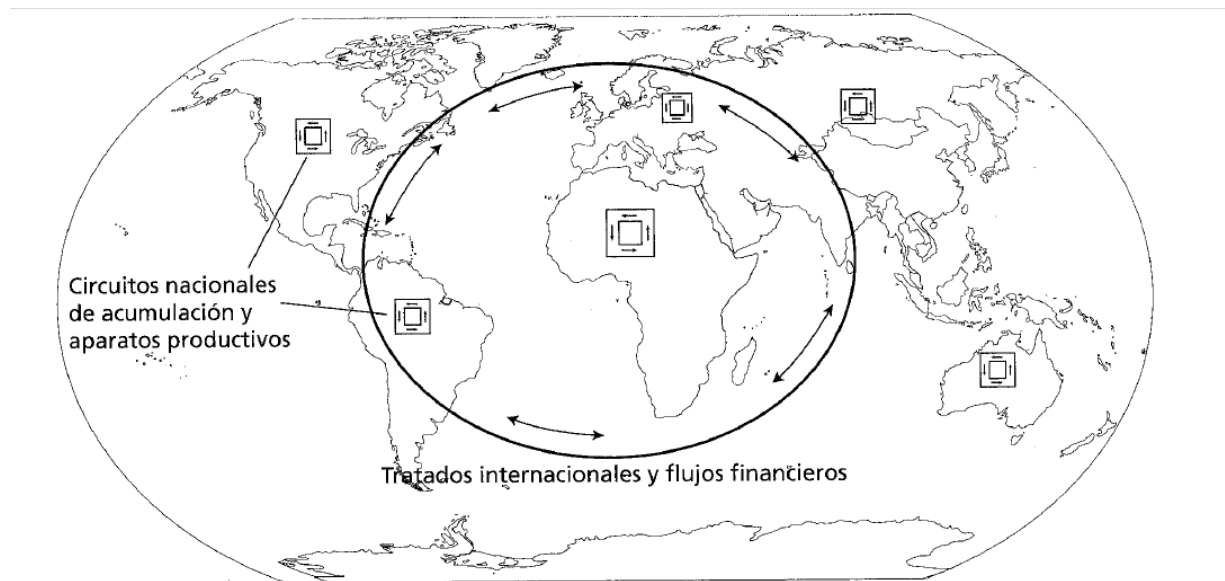 Circuitos nacionales
de acumulación y
aparatos productivos
Tratados internacionales y flujos financieros